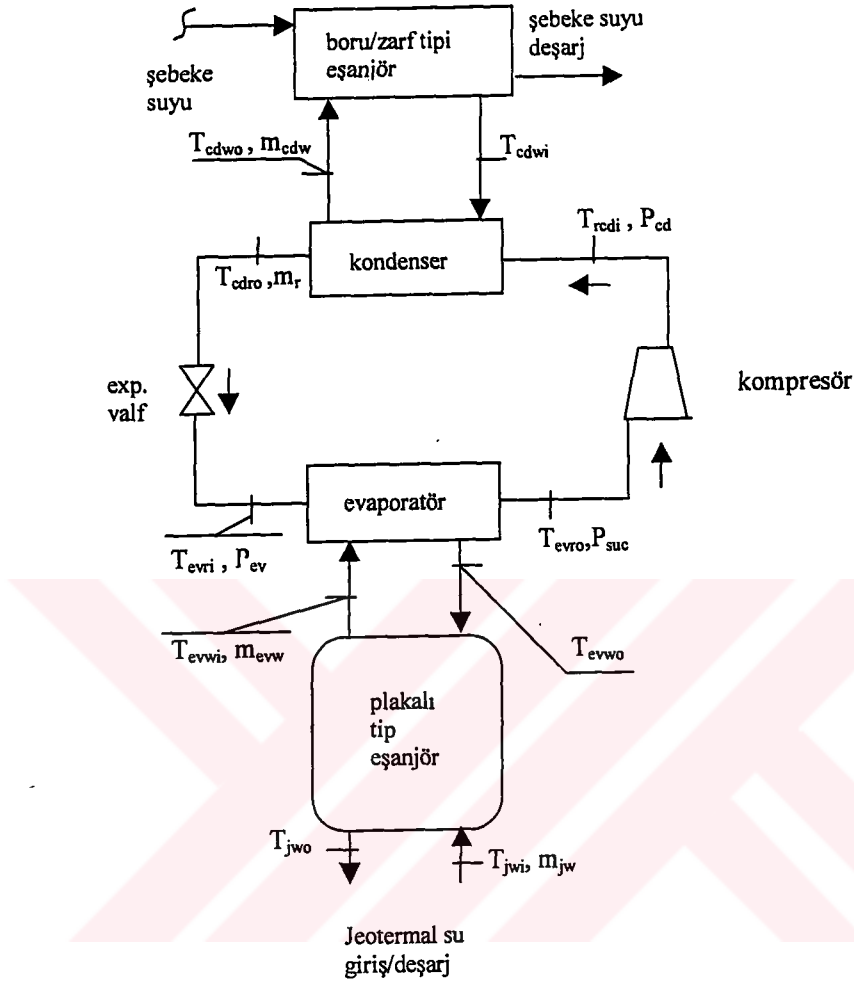 boru/zarf tipi
eşanjör
şebeke suyu
deşarj
şebeke
suyu
T_cdwo , m_cdw
T_cdwi
T_rcdi , P_cd
kondenser
T_cdro ,m_r
exp.
valf
kompresör
evaporatör
T_evri , P_ev
T_evro,P_suc
T_evwi, m_evw
T_evwo
plakalı
tip
eşanjör
T_jwo
T_jwi, m_jw
Jeotermal su
giriş/deşarj